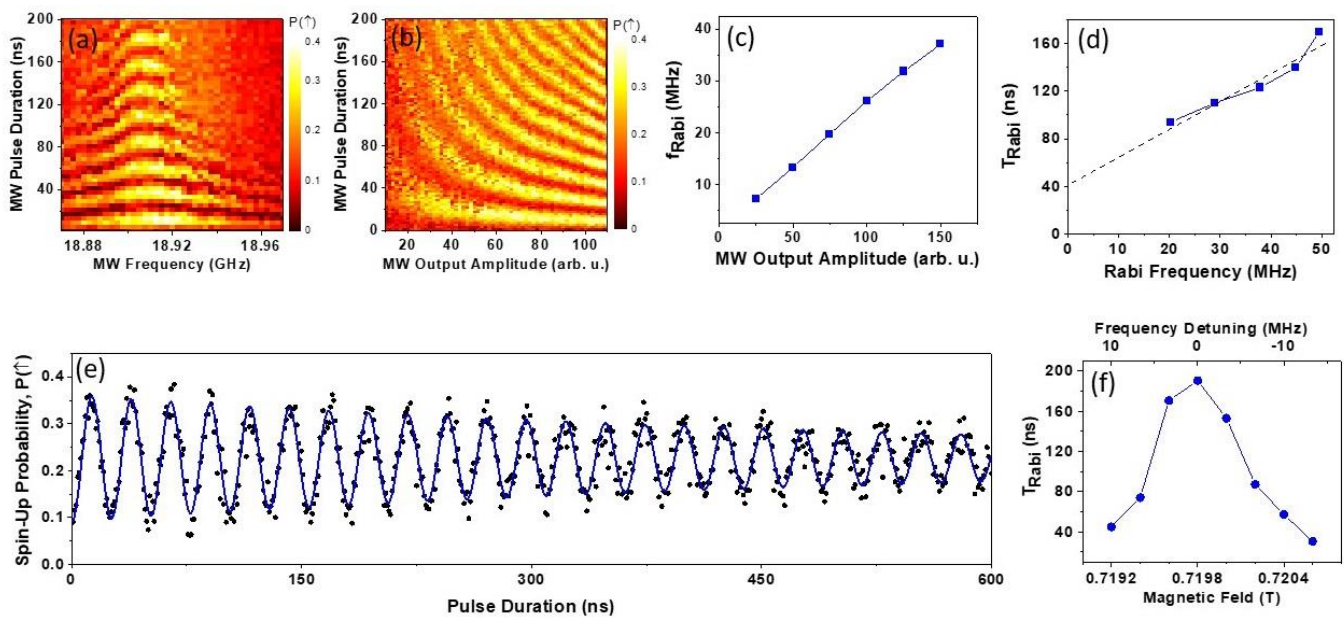 (a)
MW Pulse Duration (ns)
200
160
120
80
40
18.88 18.92 18.96
MW Frequency (GHz)
P(↑)
0.4
0.3
0.2
0.1
0
(b)
MW Pulse Duration (ns)
200
160
120
80
40
0
20 40 60 80 100
MW Output Amplitude (arb. u.)
P(↑)
0.4
0.3
0.2
0.1
0
(c)
fRabi (MHz)
40
30
20
10
0 50 100 150
MW Output Amplitude (arb. u.)
(d)
TRabi (ns)
160
120
80
40
0
0 10 20 30 40 50
Rabi Frequency (MHz)
(e)
Spin-Up Probability, P(↑)
0.4
0.3
0.2
0.1
0.0
0 150 300 450 600
Pulse Duration (ns)
Frequency Detuning (MHz)
10 0 -10
(f)
TRabi (ns)
200
160
120
80
40
0.7192 0.7198 0.7204
Magnetic Feld (T)